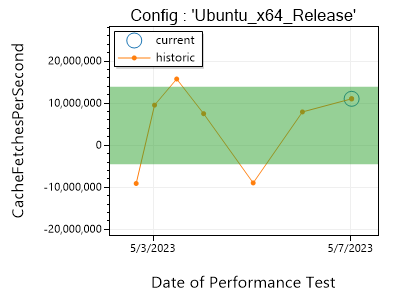 Config : 'Ubuntu_x64_Release'
current
historic
CacheFetchesPerSecond
20,000,000
10,000,000
0
-10,000,000
-20,000,000
5/3/2023
5/7/2023
Date of Performance Test